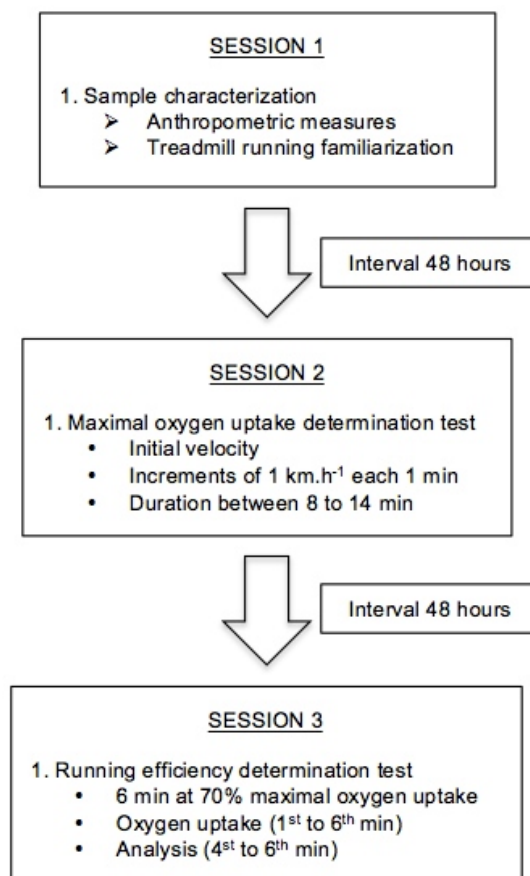 SESSION 1
1. Sample characterization
➢ Anthropometric measures
➢ Treadmill running familiarization
Interval 48 hours
SESSION 2
1. Maximal oxygen uptake determination test
• Initial velocity
• Increments of 1 km.h⁻¹ each 1 min
• Duration between 8 to 14 min
Interval 48 hours
SESSION 3
1. Running efficiency determination test
• 6 min at 70% maximal oxygen uptake
• Oxygen uptake (1ˢᵗ to 6ᵗʰ min)
• Analysis (4ˢᵗ to 6ᵗʰ min)